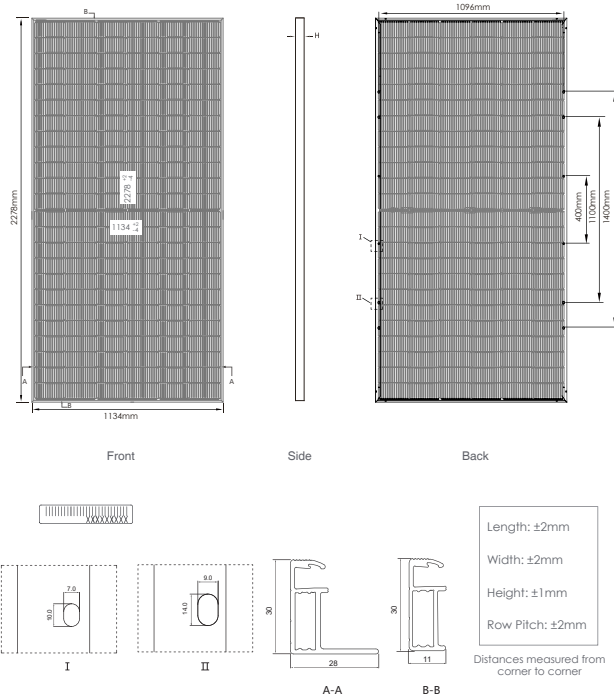 B
1096mm
H
2278mm
2278 +2 -4
1134
400mm
1100mm
1400mm
I
II
A
A
B
1134mm
Front
Side
Back
Length: ±2mm
Width: ±2mm
Height: ±1mm
Row Pitch: ±2mm
Distances measured from
corner to corner
7.0
10.0
I
9.0
14.0
II
30
28
A-A
30
11
B-B